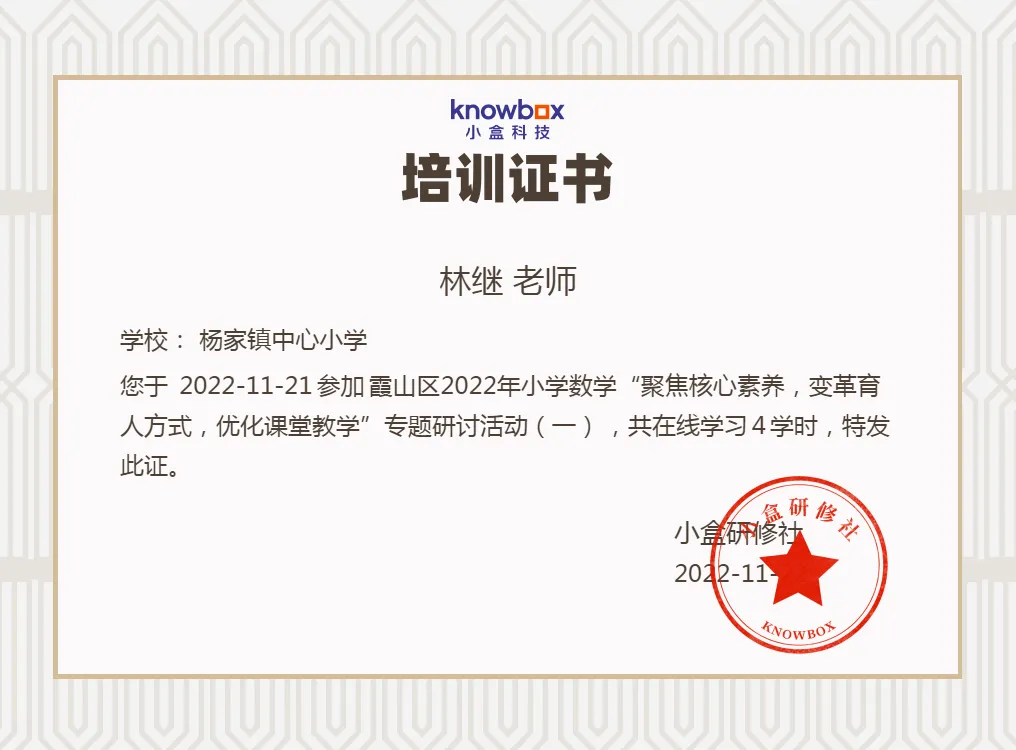 knowbox
小盒科技
培训证书
林继 老师
学校： 杨家镇中心小学
您于 2022-11-21参加 霞山区2022年小学数学“聚焦核心素养，变革育
人方式，优化课堂教学”专题研讨活动（一），共在线学习 4 学时，特发
此证。
小盒研修社
小盒研修社
2022-11-
KNOWBOX